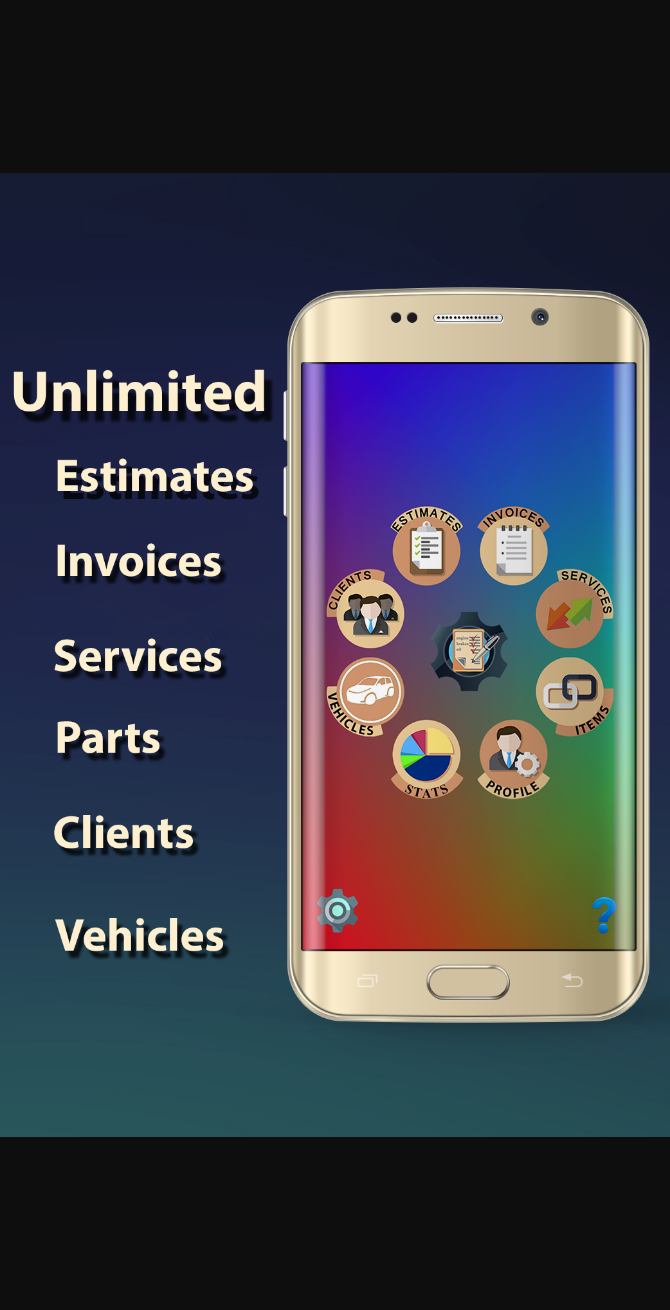 Unlimited
Estimates
Invoices
Services
Parts
Clients
Vehicles
ESTIMATES
INVOICES
CLIENTS
SERVICES
VEHICLES
ITEMS
STATS
PROFILE
?